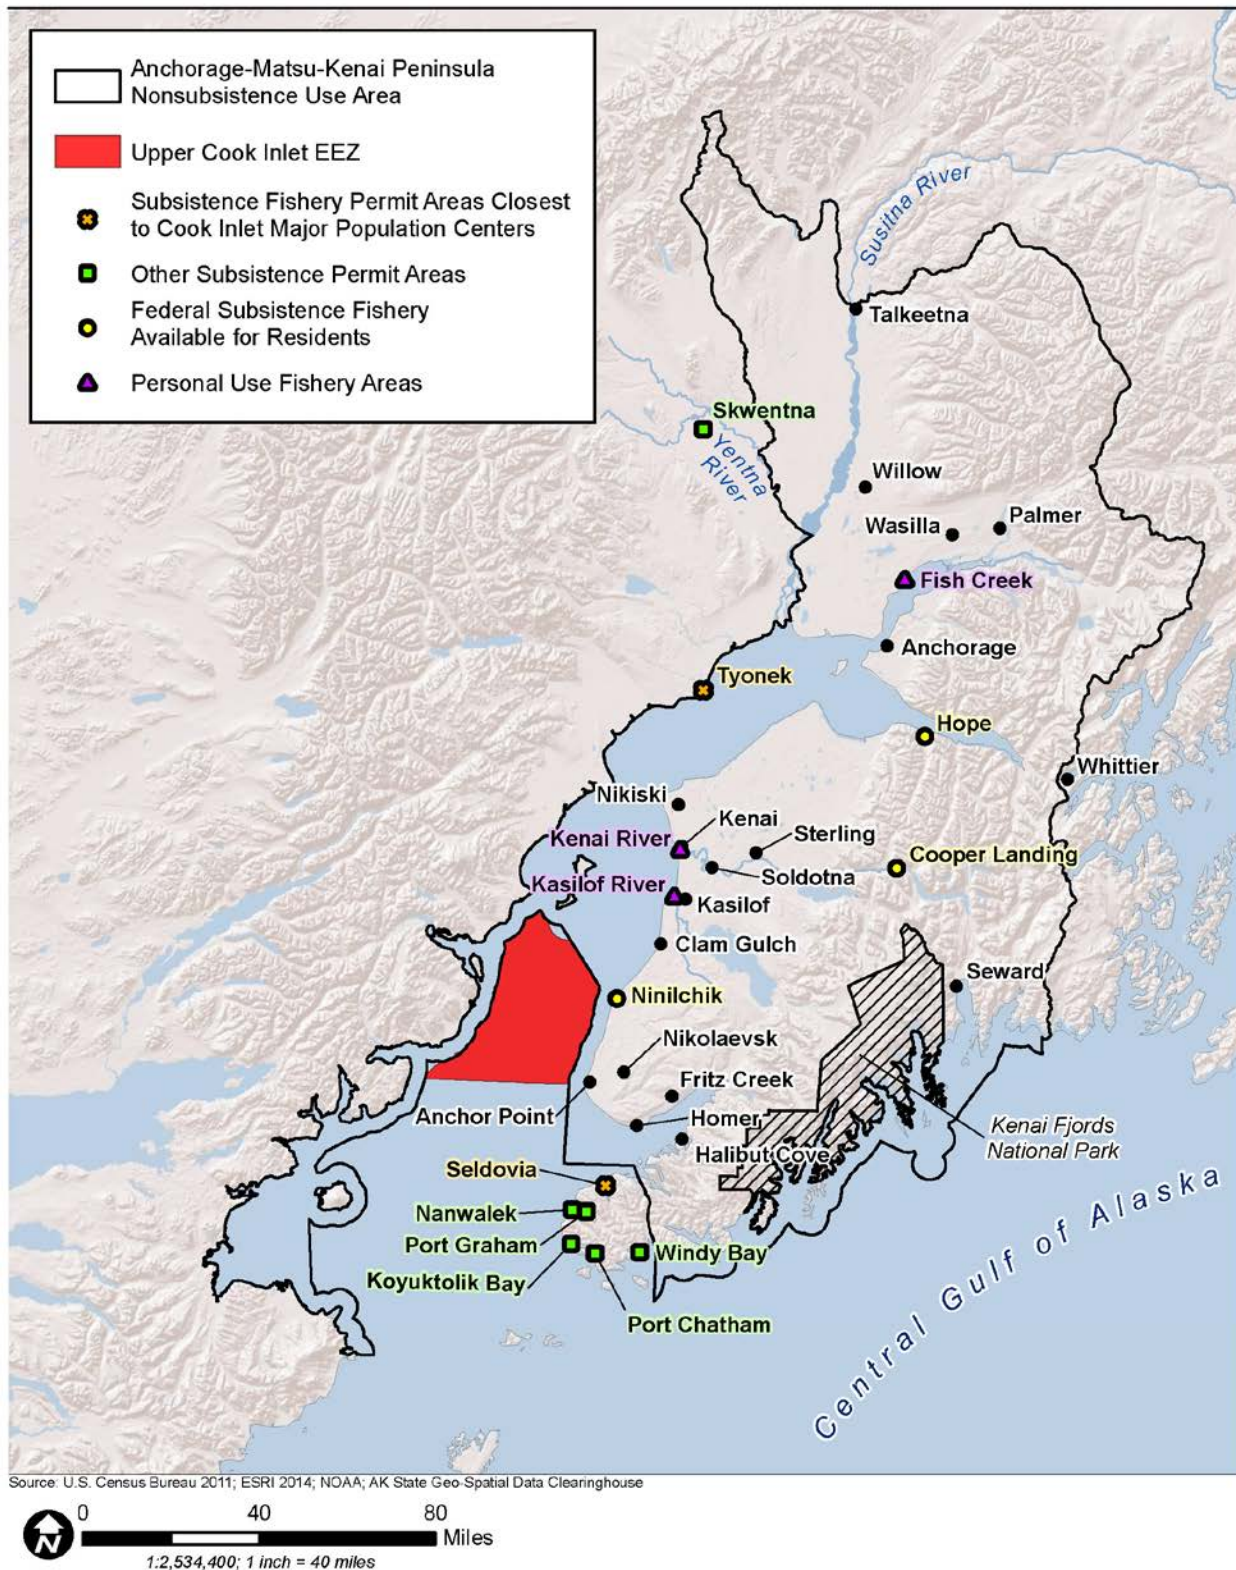 Anchorage-Matsu-Kenai Peninsula
Nonsubsistence Use Area
Upper Cook Inlet EEZ
Subsistence Fishery Permit Areas Closest
to Cook Inlet Major Population Centers
Other Subsistence Permit Areas
Federal Subsistence Fishery
Available for Residents
Personal Use Fishery Areas
Susitna River
Talkeetna
Skwentna
Yentna
River
Willow
Wasilla
Palmer
Fish Creek
Anchorage
Tyonek
Hope
Whittier
Nikiski
Kenai
Kenai River
Sterling
Cooper Landing
Soldotna
Kasilof River
Kasilof
Clam Gulch
Seward
Ninilchik
Nikolaevsk
Fritz Creek
Anchor Point
Homer
Kenai Fjords
National Park
Halibut Cove
Seldovia
Nanwalek
Port Graham
Windy Bay
Koyuktolik Bay
Port Chatham
Central Gulf of Alaska
Source: U.S. Census Bureau 2011; ESRI 2014; NOAA; AK State Geo-Spatial Data Clearinghouse
N
0 40 80
Miles
1:2,534,400; 1 inch = 40 miles